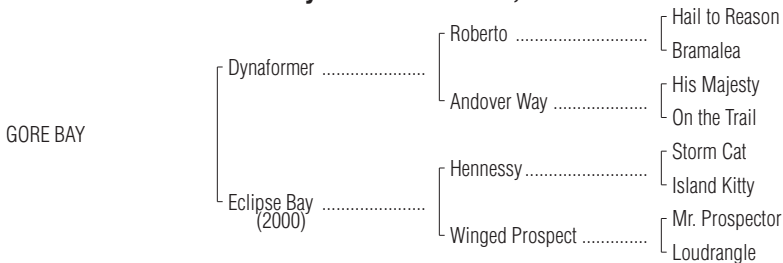 Hail to Reason
Roberto ............................
Bramalea
Dynaformer ......................
His Majesty
Andover Way ....................
On the Trail
GORE BAY
Storm Cat
Hennessy..........................
Island Kitty
Eclipse Bay ......................
(2000)
Mr. Prospector
Winged Prospect ..............
Loudrangle